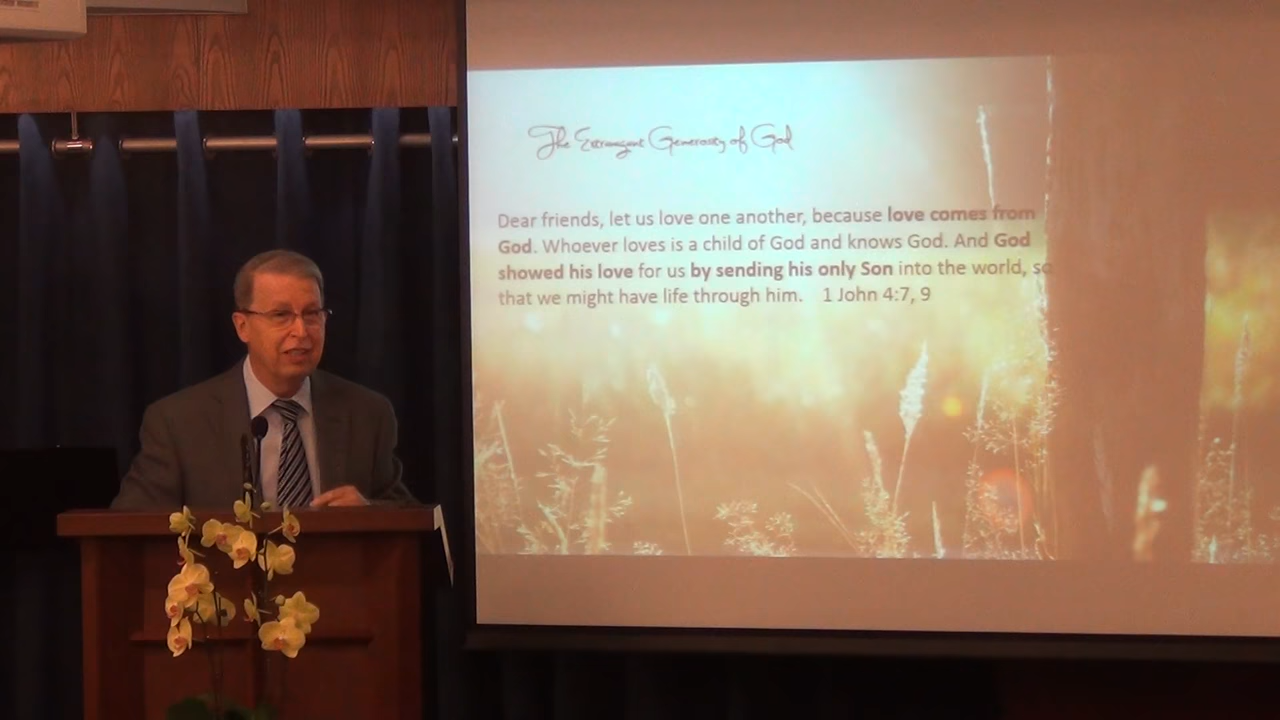 The Extravagant Generosity of God
Dear friends, let us love one another, because love comes from
God. Whoever loves is a child of God and knows God. And God
showed his love for us by sending his only Son into the world, so
that we might have life through him. 1 John 4:7, 9